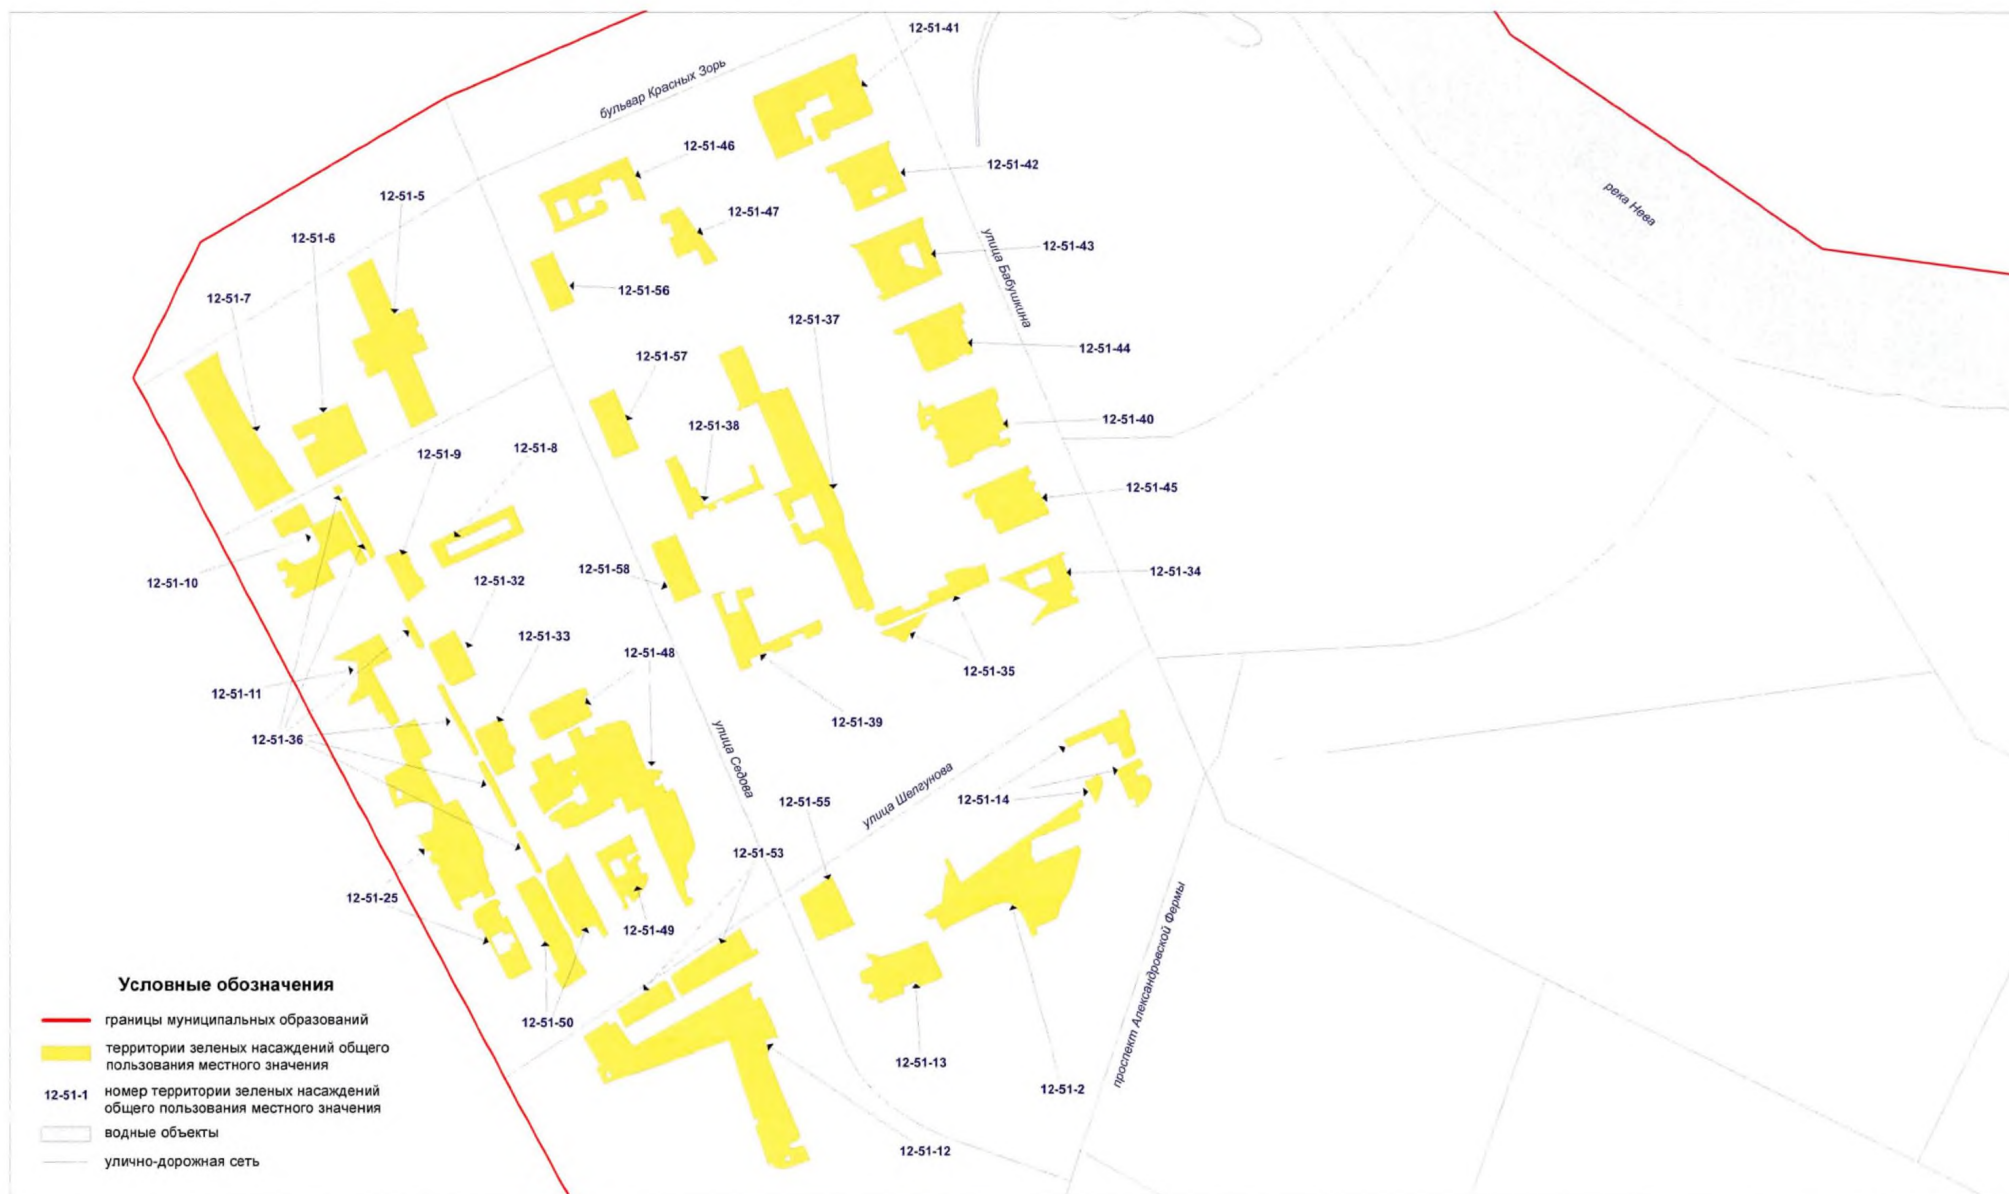 12-51-41
бульвар Красных Зорь
12-51-46
12-51-42
12-51-5
река Нева
12-51-47
12-51-6
12-51-43
улица Бабушкина
12-51-56
12-51-7
12-51-37
12-51-44
12-51-57
12-51-40
12-51-38
12-51-8
12-51-9
12-51-45
12-51-58
12-51-34
12-51-10
12-51-32
12-51-33
12-51-48
12-51-35
12-51-11
12-51-39
12-51-36
улица Седова
улица Шелгунова
12-51-14
12-51-55
12-51-53
12-51-25
12-51-49
проспект Александровской Фермы
12-51-50
12-51-13
12-51-2
12-51-12
Условные обозначения
границы муниципальных образований
территории зеленых насаждений общего
пользования местного значения
12-51-1 номер территории зеленых насаждений
общего пользования местного значения
водные объекты
улично-дорожная сеть